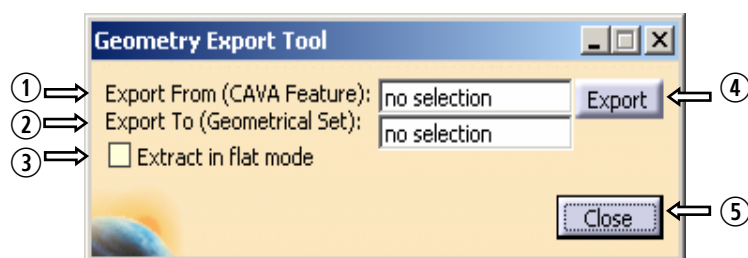 Geometry Export Tool
① Export From (CAVA Feature): no selection Export ④
② Export To (Geometrical Set): no selection
③ Extract in flat mode
Close ⑤